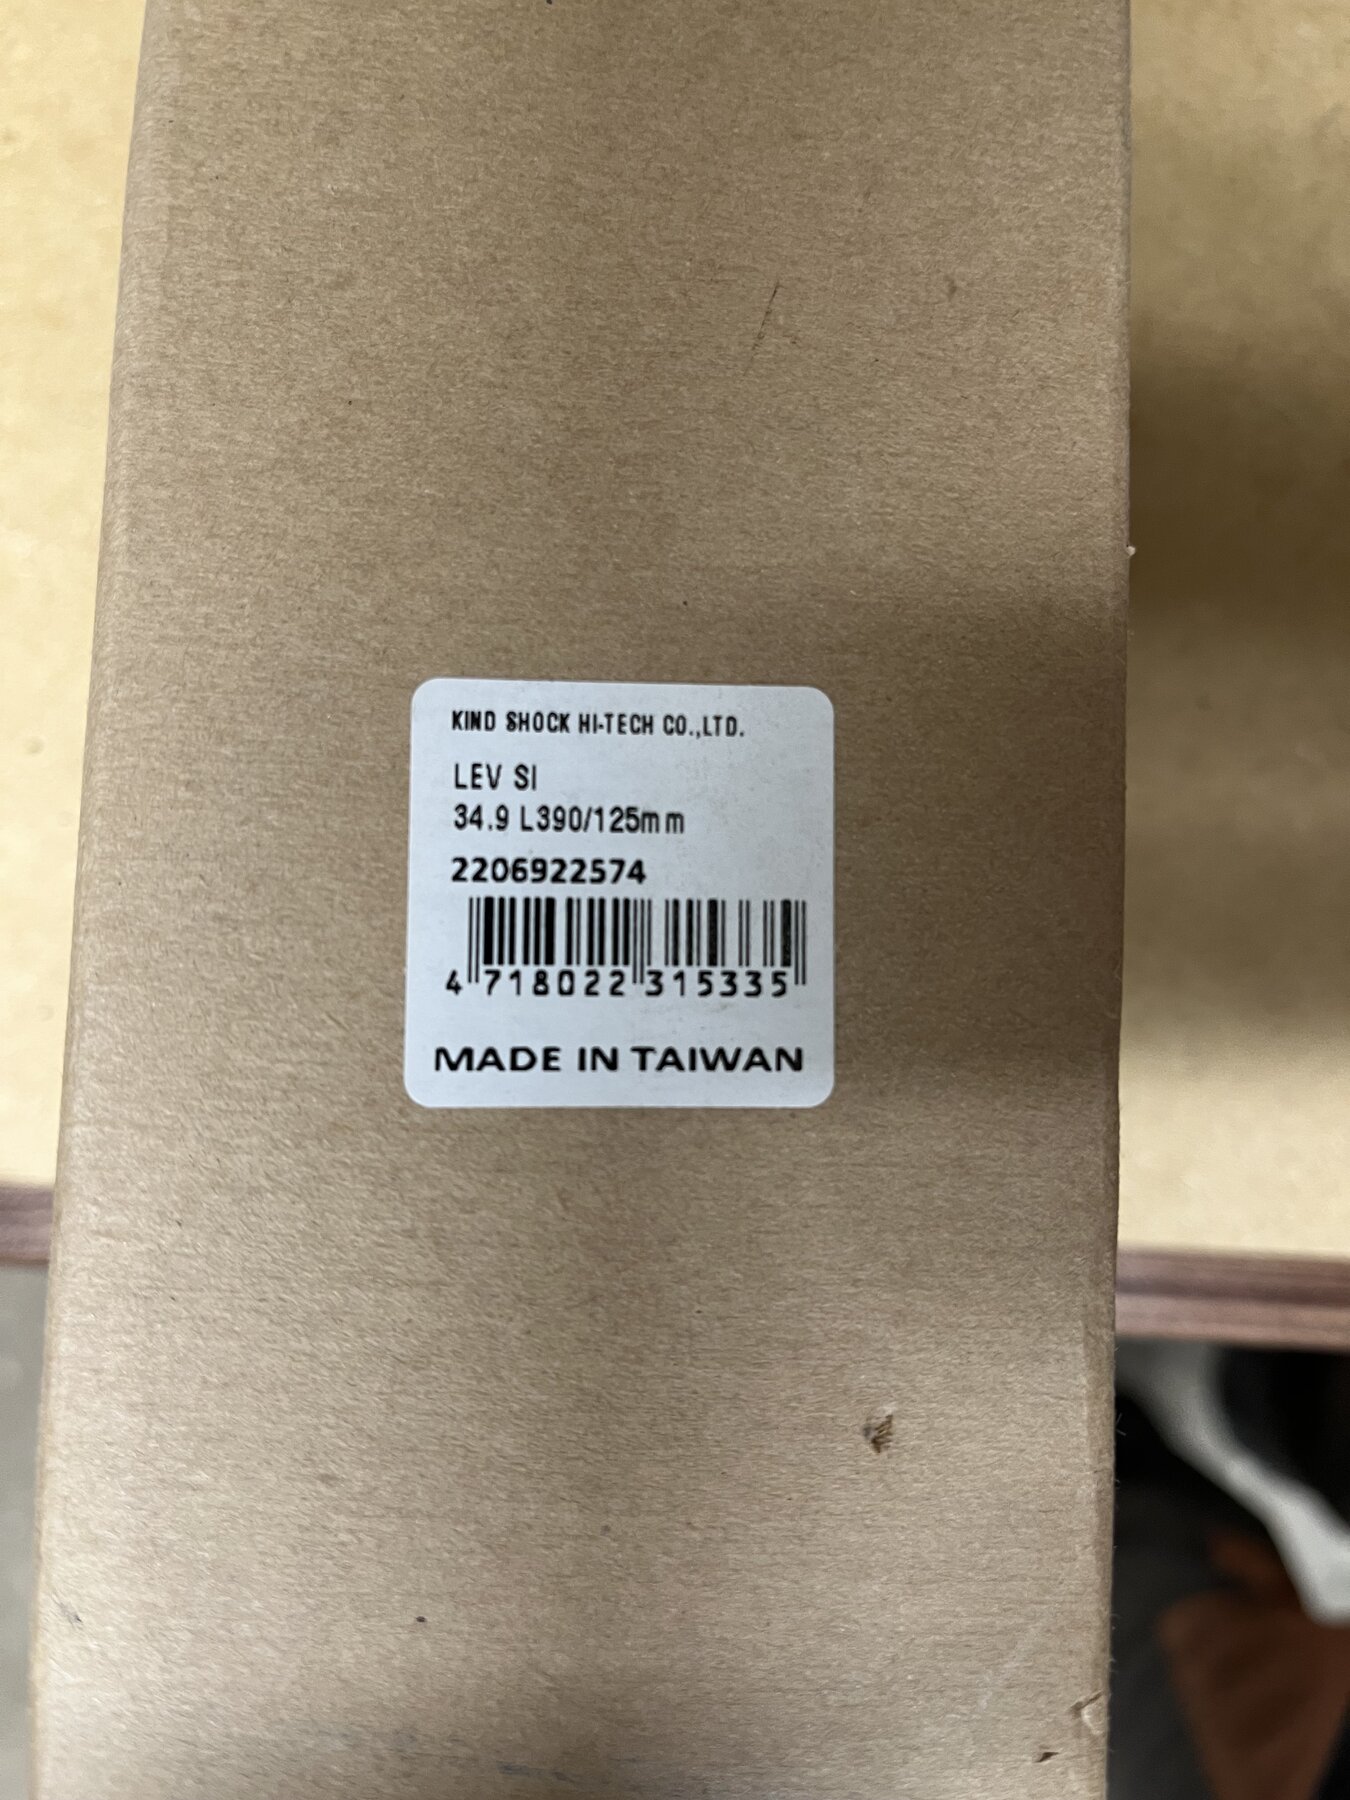 KIND SHOCK HI-TECH CO.,LTD.
LEV SI
34.9 L390/125mm
2206922574
4 718022 315335
MADE IN TAIWAN